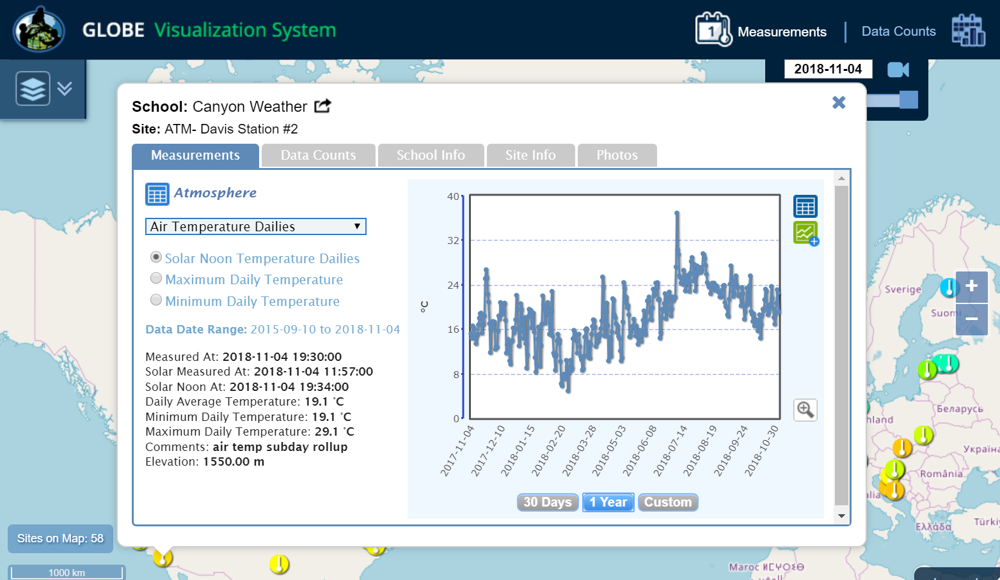 GLOBE Visualization System
1
Measurements
Data Counts
2018-11-04
School: Canyon Weather
Site: ATM- Davis Station #2
Measurements
Data Counts
School Info
Site Info
Photos
Atmosphere
Air Temperature Dailies
Solar Noon Temperature Dailies
Maximum Daily Temperature
Minimum Daily Temperature
Data Date Range: 2015-09-10 to 2018-11-04
Measured At: 2018-11-04 19:30:00
Solar Measured At: 2018-11-04 11:57:00
Solar Noon At: 2018-11-04 19:34:00
Daily Average Temperature: 19.1 °C
Minimum Daily Temperature: 19.1 °C
Maximum Daily Temperature: 29.1 °C
Comments: air temp subday rollup
Elevation: 1550.00 m
40
32
24
16
8
0
°C
2017-11-04
2017-12-10
2018-01-15
2018-02-20
2018-03-28
2018-05-03
2018-06-08
2018-07-14
2018-08-19
2018-09-24
2018-10-30
30 Days
1 Year
Custom
Sverige
Suomi
+
−
Беларусь
hland
Україна
România
lia
Ελλάδα
Türki
Maroc ⵍⵎⵖⵔⵉⴱ
المغرب
Sites on Map: 58
1000 km